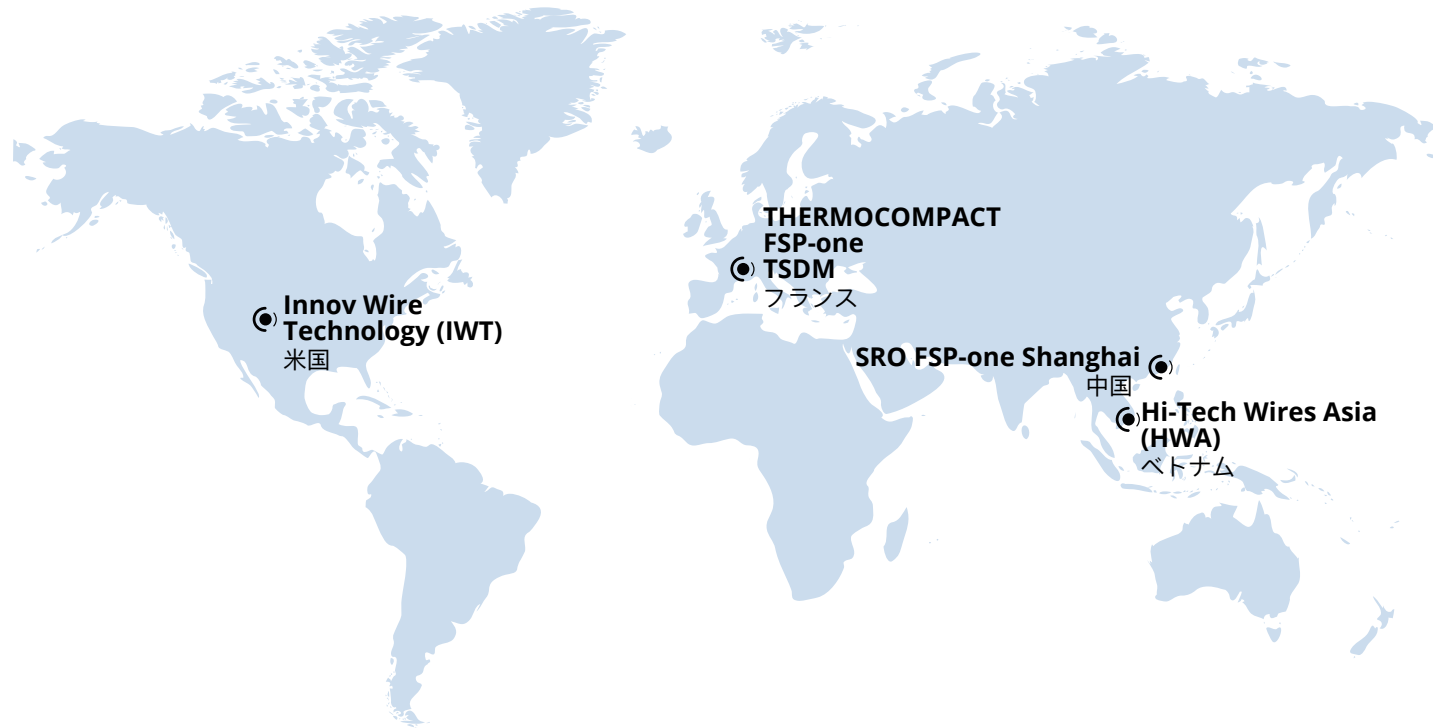 THERMOCOMPACT
FSP-one
TSDM
フランス
Innov Wire
Technology (IWT)
米国
SRO FSP-one Shanghai
中国
Hi-Tech Wires Asia
(HWA)
ベトナム